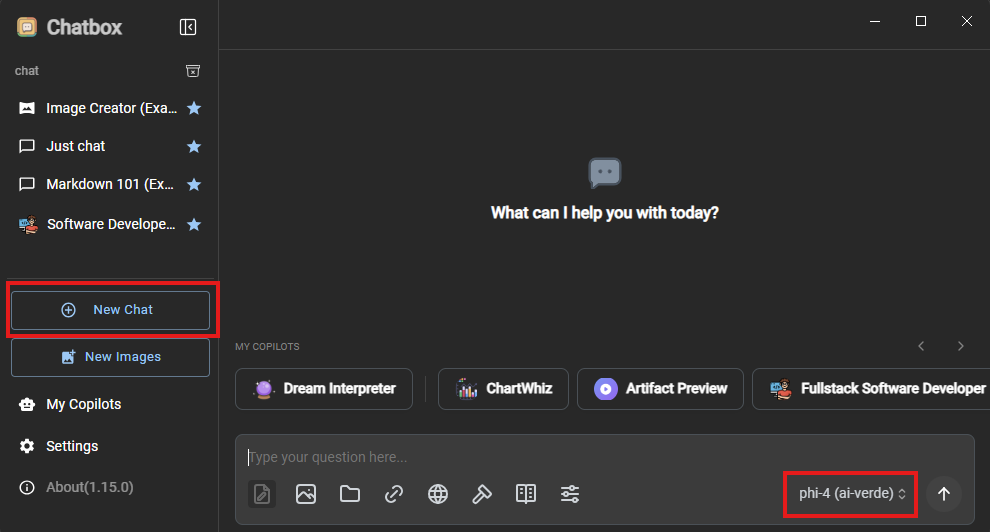 Chatbox
chat
Image Creator (Exa...
Just chat
Markdown 101 (Ex...
Software Develope...
New Chat
New Images
My Copilots
Settings
About(1.15.0)
What can I help you with today?
MY COPILOTS
Dream Interpreter
ChartWhiz
Artifact Preview
Fullstack Software Developer
Type your question here...
phi-4 (ai-verde)